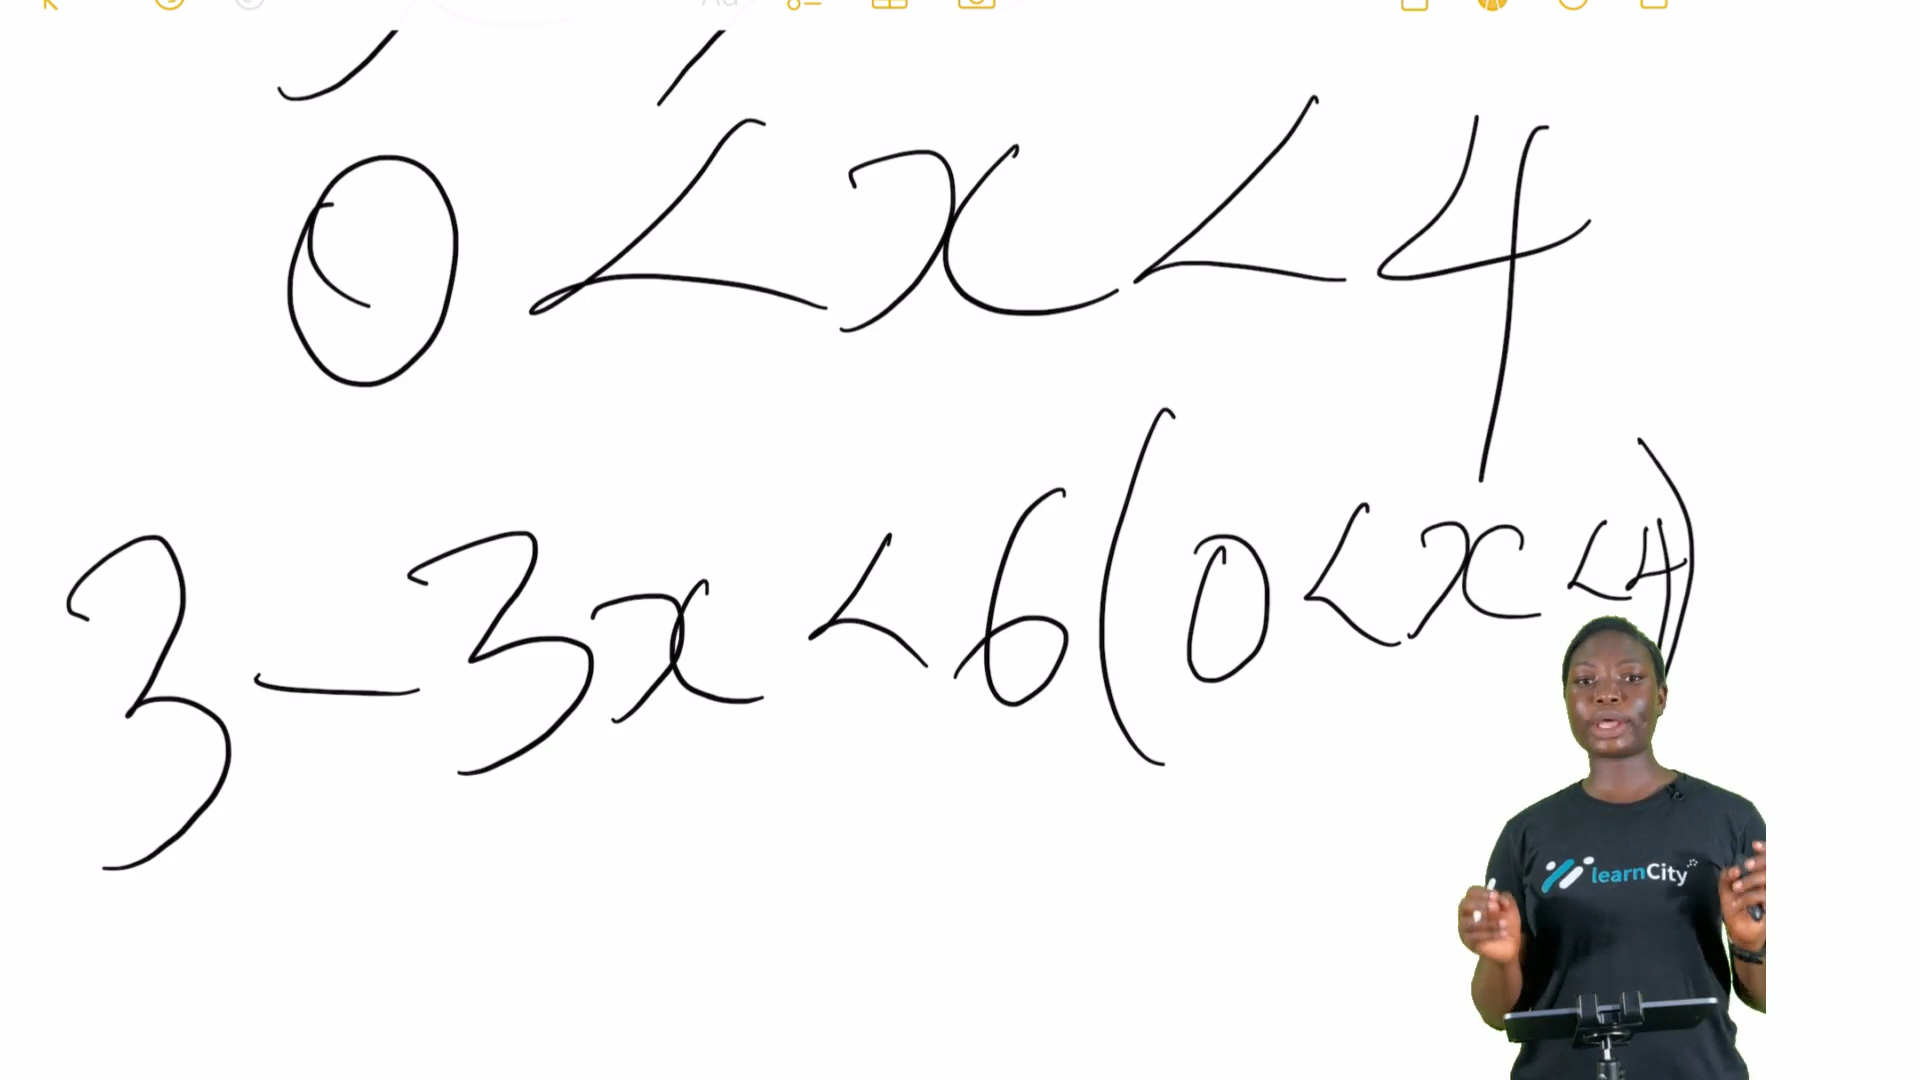 0 < x < 4
3 - 3x < 6 (0 < x < 4)
learnCity